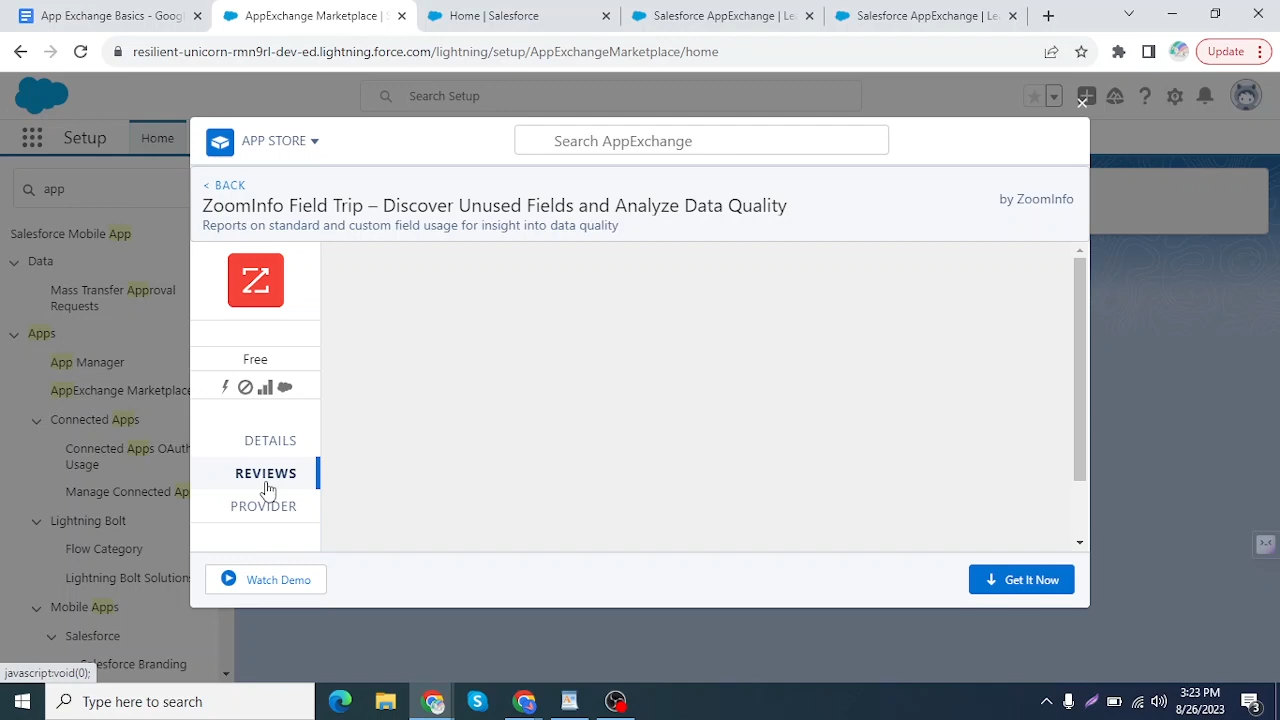 AppExchange Basics - Goog
AppExchange Marketplace | S
Home | Salesforce
Salesforce AppExchange | Le
Salesforce AppExchange | Le
resilient-unicorn-rmn9rl-dev-ed.lightning.force.com/lightning/setup/AppExchangeMarketplace/home
Update
Search Setup
Setup
Home
APP STORE
Search AppExchange
app
< BACK
ZoomInfo Field Trip – Discover Unused Fields and Analyze Data Quality
by ZoomInfo
Reports on standard and custom field usage for insight into data quality
Salesforce Mobile App
Data
Mass Transfer Approval
Requests
Apps
App Manager
AppExchange Marketplace
Connected Apps
Connected Apps OAuth
Usage
Manage Connected Ap
Lightning Bolt
Flow Category
Lightning Bolt Solutions
Mobile Apps
Salesforce
Salesforce Branding
Free
DETAILS
REVIEWS
PROVIDER
Watch Demo
Get It Now
javascript:void(0);
Type here to search
3:23 PM
8/26/2023
3